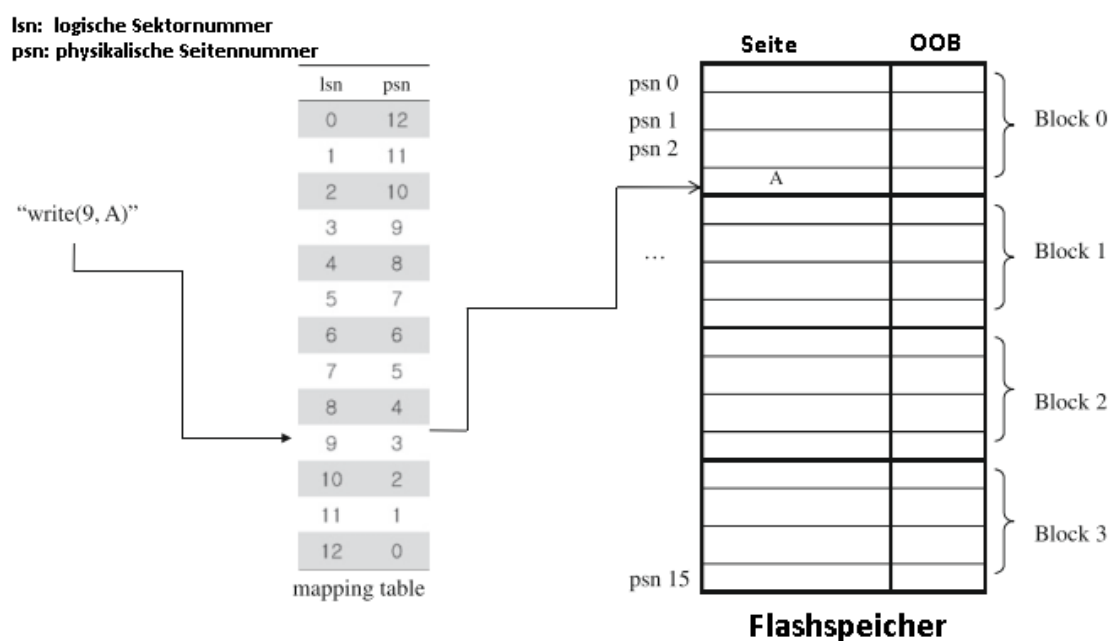 lsn: logische Sektornummer
psn: physikalische Seitennummer
lsn psn
0 12
1 11
2 10
3 9
4 8
5 7
6 6
7 5
8 4
9 3
10 2
11 1
12 0
mapping table
“write(9, A)”
Seite OOB
psn 0
psn 1
psn 2
A
...
psn 15
Block 0
Block 1
Block 2
Block 3
Flashspeicher